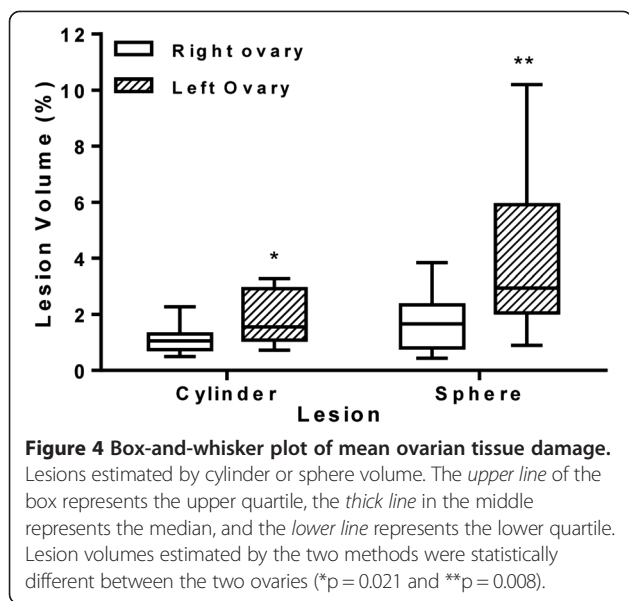 12
10
8
6
4
2
0
Lesion Volume (%)
Right ovary
Left Ovary
*
**
Cylinder Sphere
Lesion
Figure 4 Box-and-whisker plot of mean ovarian tissue damage.
Lesions estimated by cylinder or sphere volume. The upper line of the
box represents the upper quartile, the thick line in the middle
represents the median, and the lower line represents the lower quartile.
Lesion volumes estimated by the two methods were statistically
different between the two ovaries (*p = 0.021 and **p = 0.008).